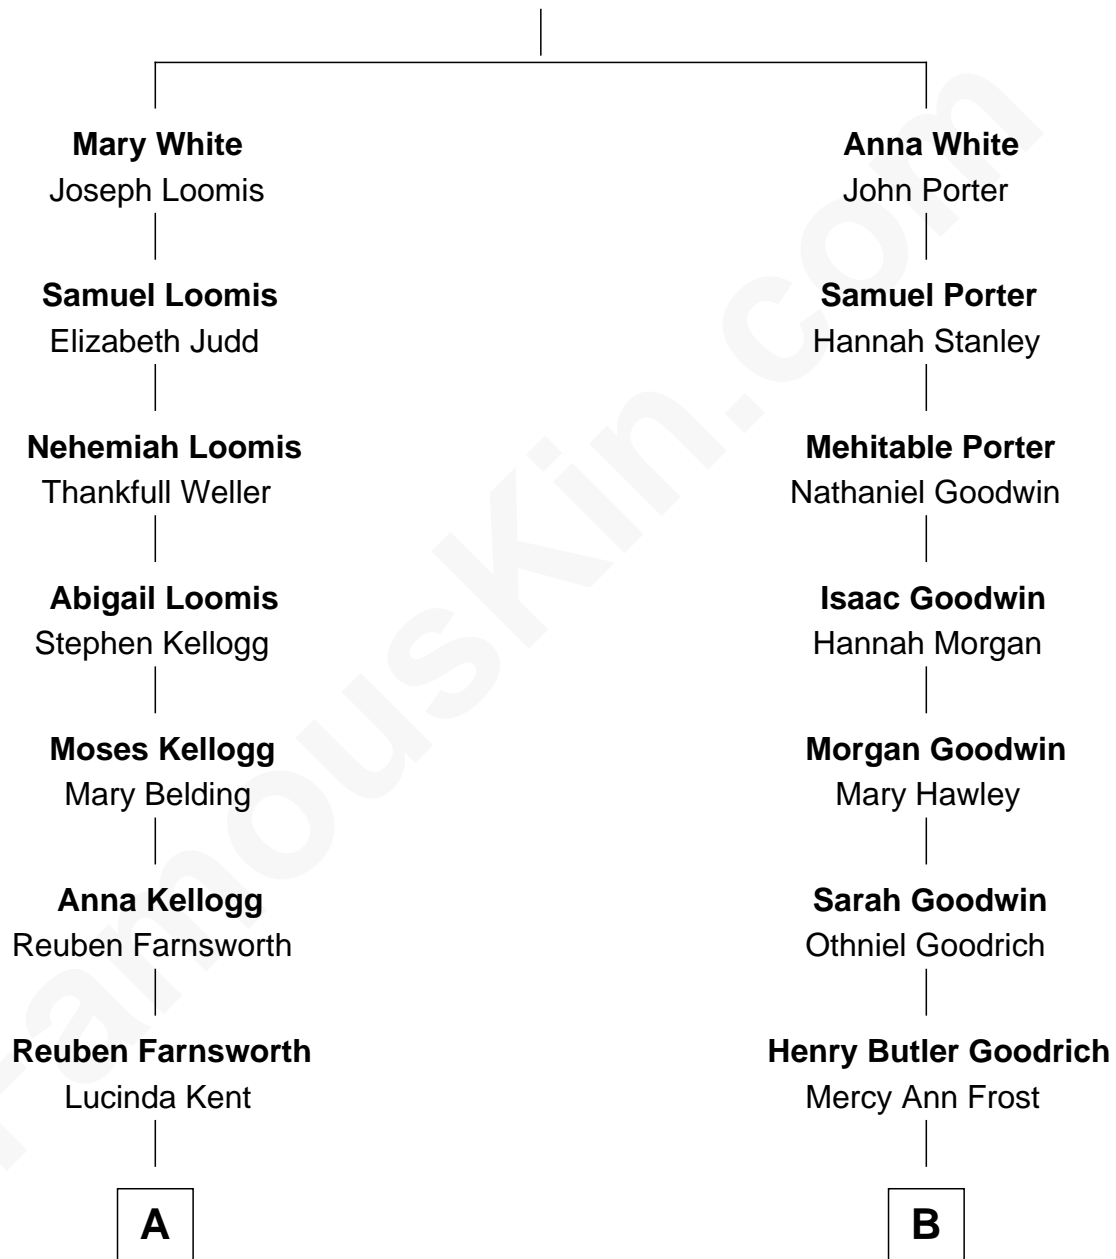 Mary White
Joseph Loomis
Samuel Loomis
Elizabeth Judd
Nehemiah Loomis
Thankfull Weller
Abigail Loomis
Stephen Kellogg
Moses Kellogg
Mary Belding
Anna Kellogg
Reuben Farnsworth
Reuben Farnsworth
Lucinda Kent
A
Anna White
John Porter
Samuel Porter
Hannah Stanley
Mehitable Porter
Nathaniel Goodwin
Isaac Goodwin
Hannah Morgan
Morgan Goodwin
Mary Hawley
Sarah Goodwin
Othniel Goodrich
Henry Butler Goodrich
Mercy Ann Frost
B
FamousKin.com